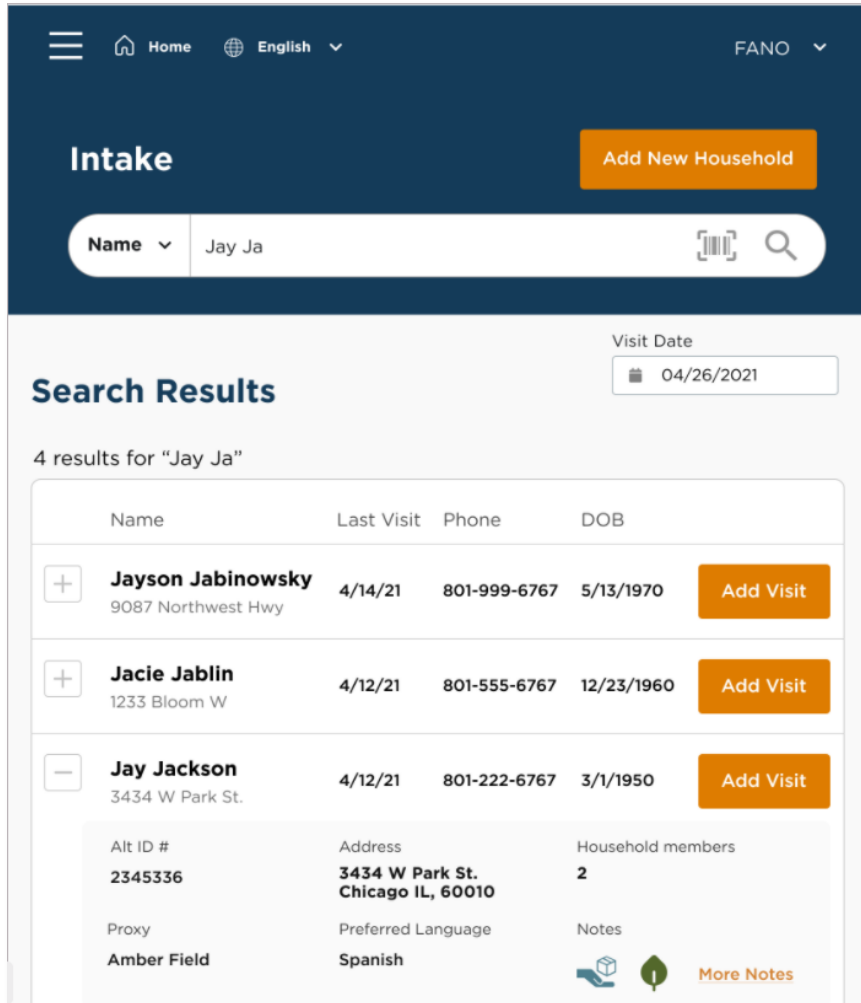 Home English FANO
Intake Add New Household
Name Jay Ja
Visit Date
04/26/2021
Search Results
4 results for “Jay Ja”
Name Last Visit Phone DOB
Jayson Jabinowsky 4/14/21 801-999-6767 5/13/1970 Add Visit
9087 Northwest Hwy
Jacie Jablin 4/12/21 801-555-6767 12/23/1960 Add Visit
1233 Bloom W
Jay Jackson 4/12/21 801-222-6767 3/1/1950 Add Visit
3434 W Park St.
Alt ID # Address Household members
2345336 3434 W Park St. 2
Chicago IL, 60010
Proxy Preferred Language Notes
Amber Field Spanish More Notes